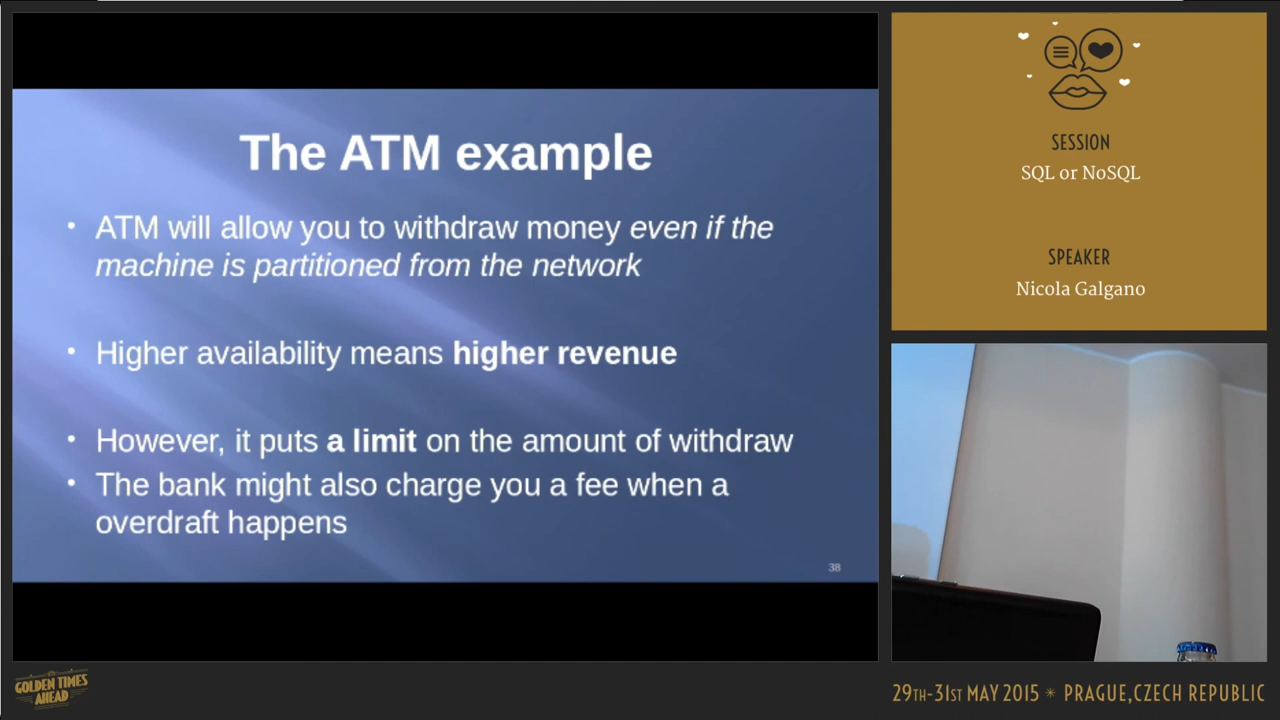 The ATM example
• ATM will allow you to withdraw money even if the
machine is partitioned from the network
• Higher availability means higher revenue
• However, it puts a limit on the amount of withdraw
• The bank might also charge you a fee when a
overdraft happens
38
SESSION
SQL or NoSQL
SPEAKER
Nicola Galgano
GOLDEN TIMES
AHEAD
29TH-31ST MAY 2015 * PRAGUE,CZECH REPUBLIC